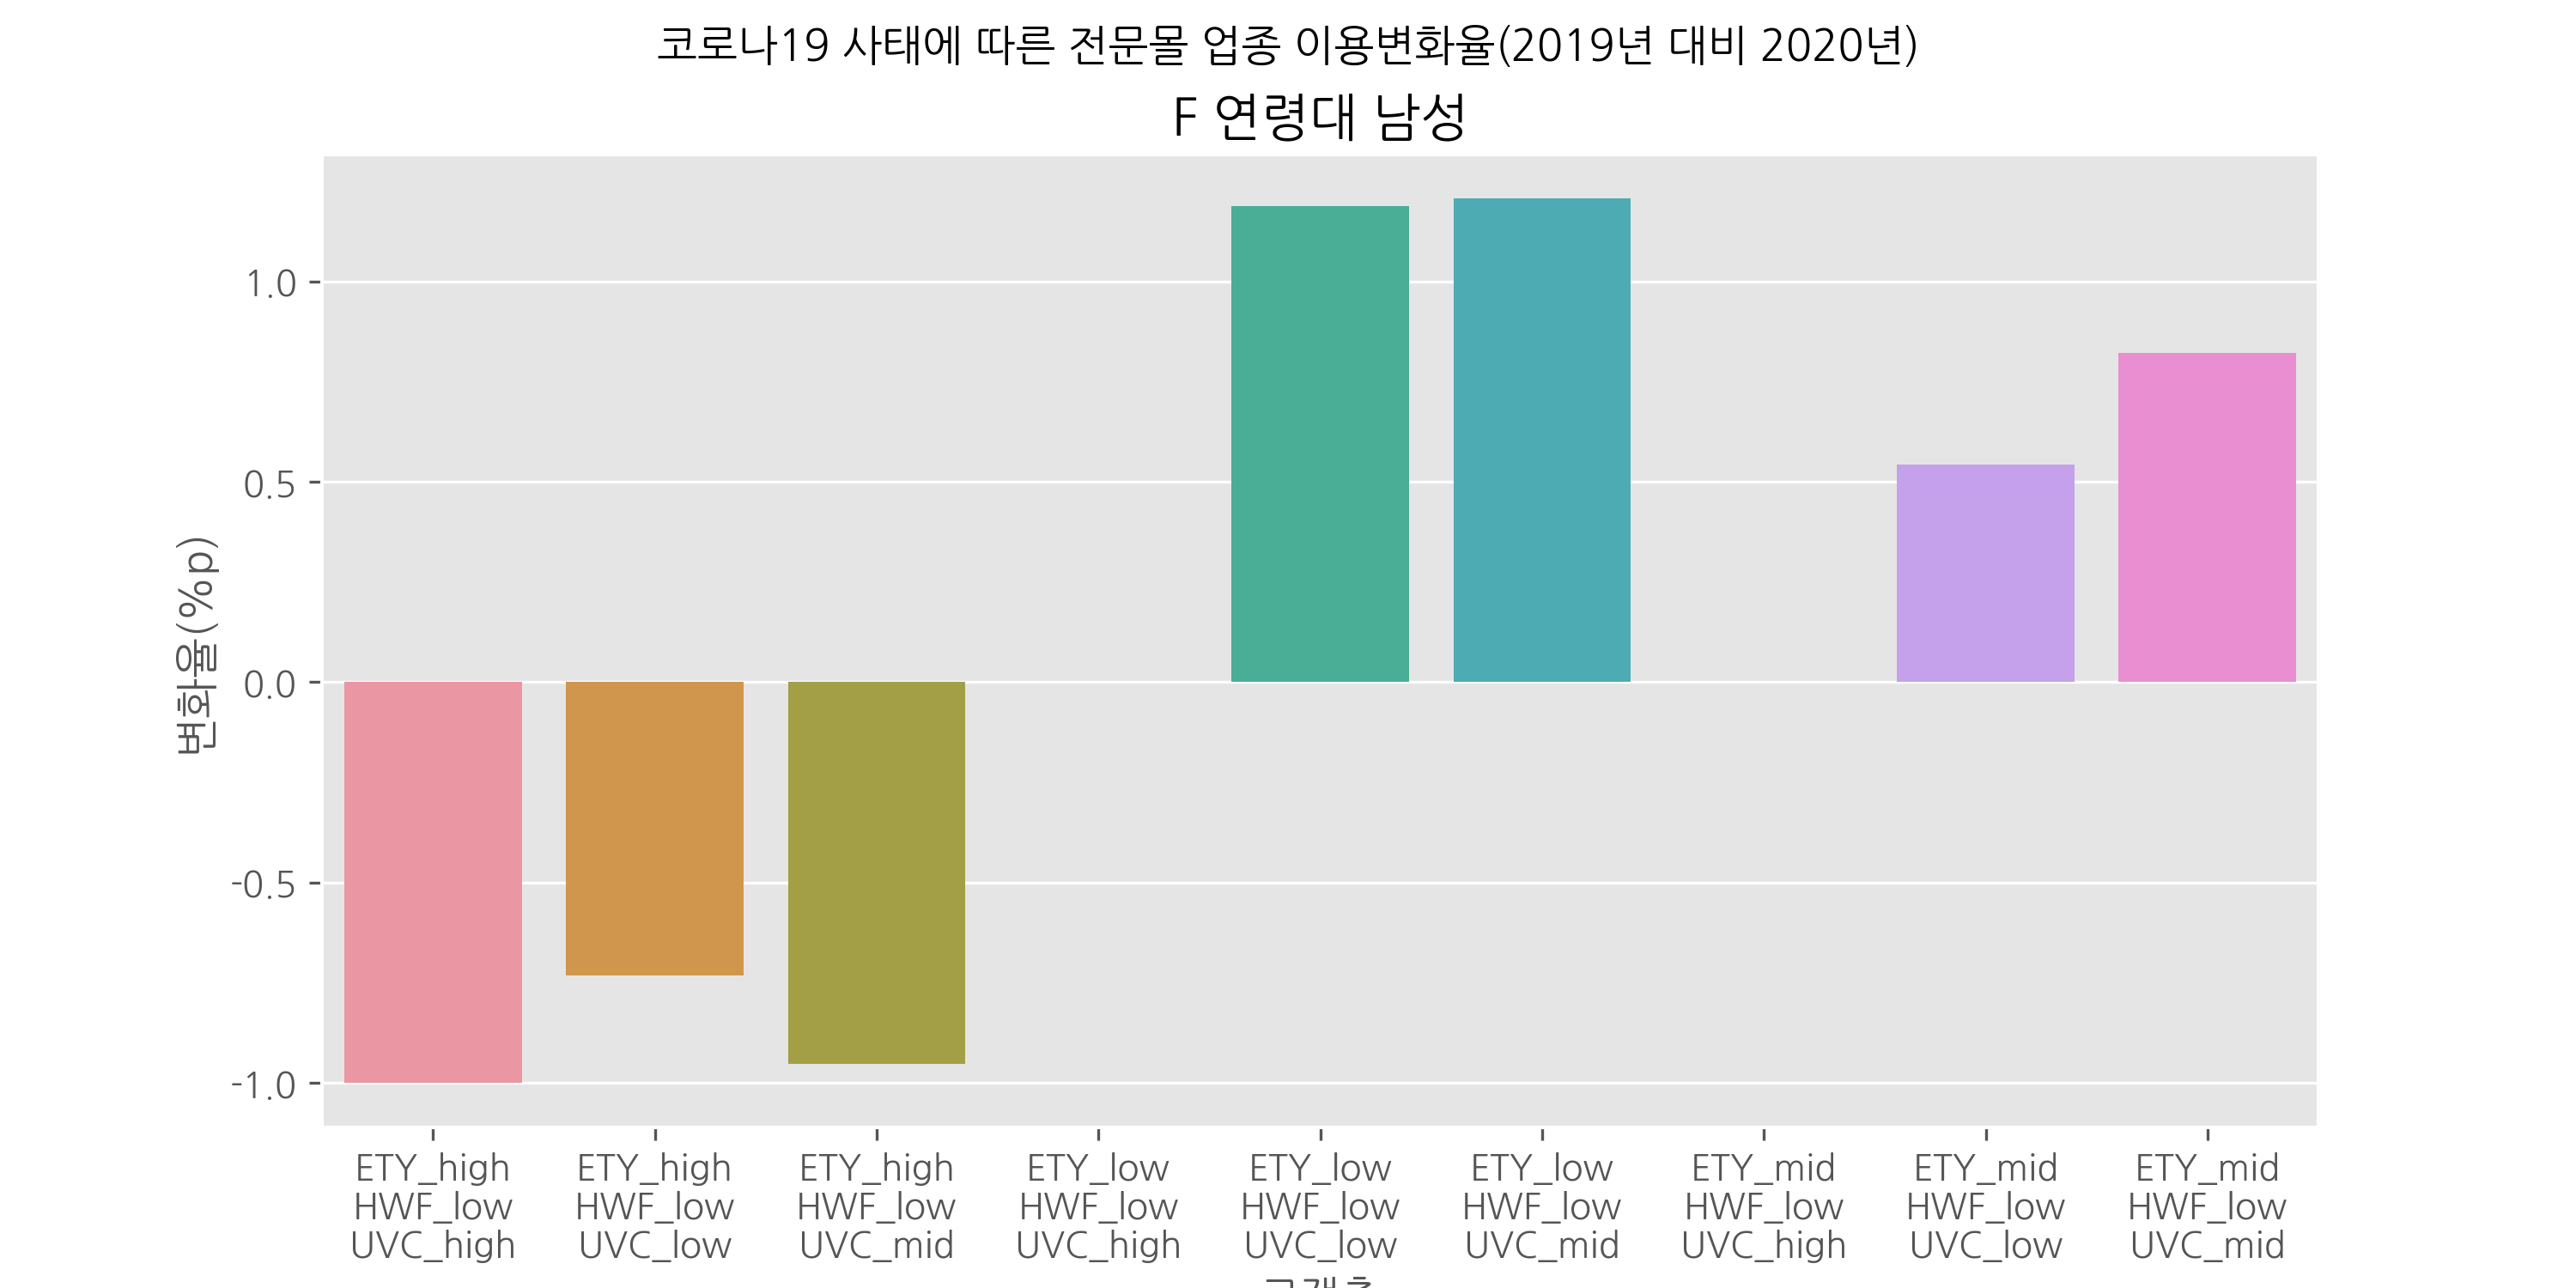 코로나19 사태에 따른 전문몰 업종 이용변화율(2019년 대비 2020년)
F 연령대 남성
변화율(%p)
1.0
0.5
0.0
-0.5
-1.0
ETY_high HWF_low UVC_high
ETY_high HWF_low UVC_low
ETY_high HWF_low UVC_mid
ETY_low HWF_low UVC_high
ETY_low HWF_low UVC_low
ETY_low HWF_low UVC_mid
ETY_mid HWF_low UVC_high
ETY_mid HWF_low UVC_low
ETY_mid HWF_low UVC_mid